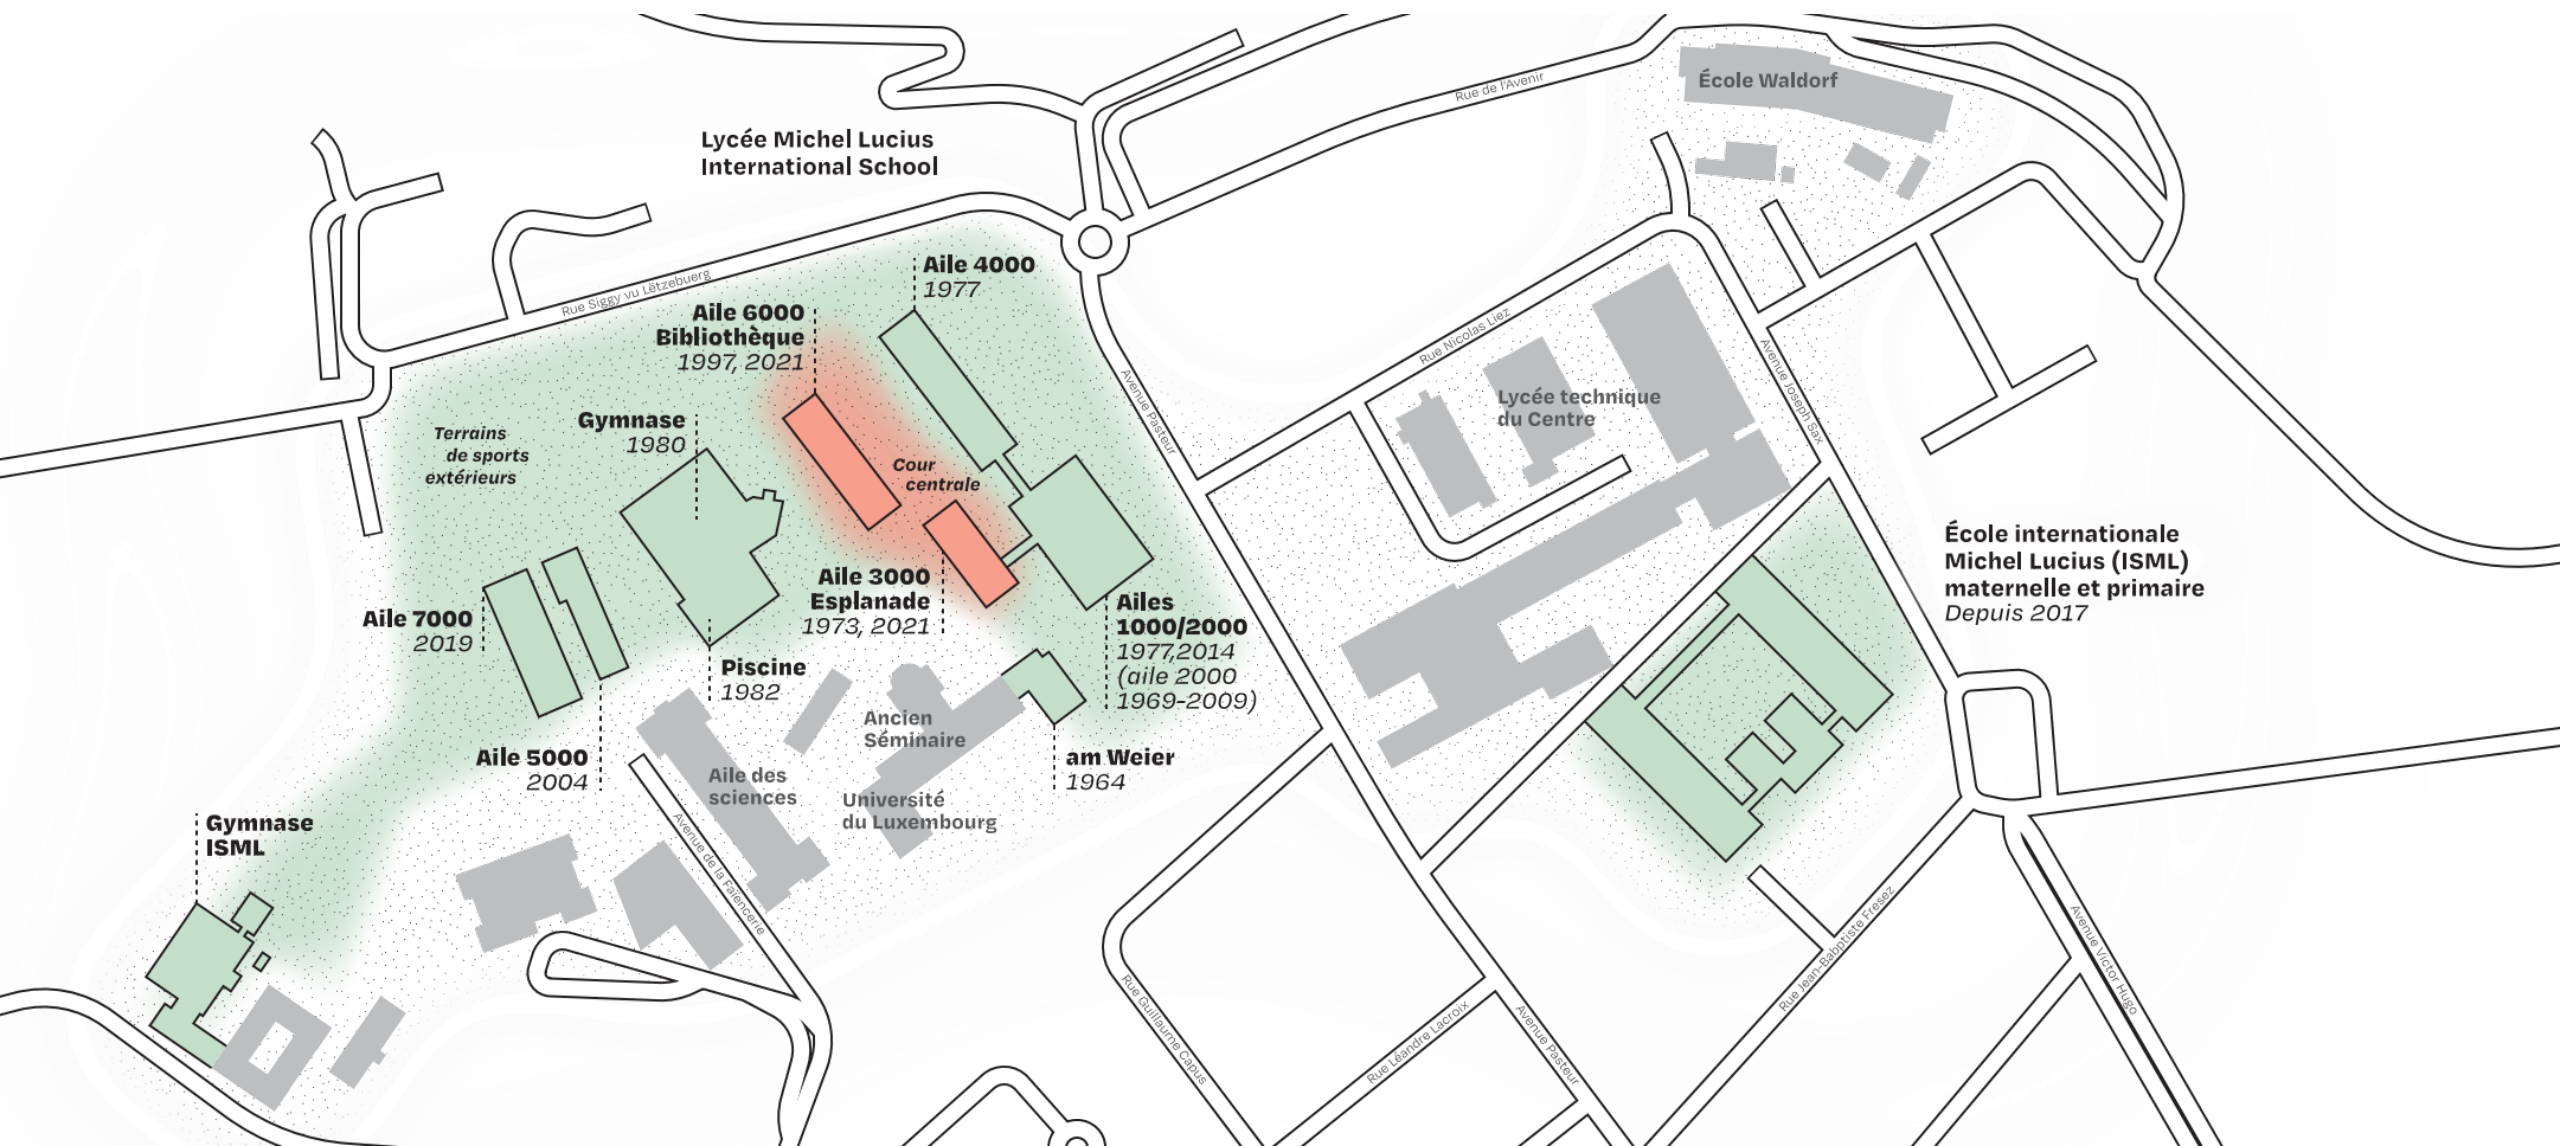 École Waldorf
Rue de l'Avenir
Lycée Michel Lucius
International School
Aile 4000
1977
Rue Siggy vu Lëtzebuerg
Aile 6000
Bibliothèque
1997, 2021
Rue Nicolas Liez
Avenue Joseph Sax
Avenue Pasteur
Lycée technique
du Centre
Gymnase
1980
Terrains
de sports
extérieurs
Cour
centrale
École internationale
Michel Lucius (ISML)
maternelle et primaire
Depuis 2017
Aile 3000
Esplanade
1973, 2021
Ailes
1000/2000
1977,2014
(aile 2000
1969-2009)
Aile 7000
2019
Piscine
1982
Ancien
Séminaire
Aile 5000
2004
am Weier
1964
Aile des
sciences
Université
du Luxembourg
Gymnase
ISML
Avenue de la Faïencerie
Rue Jean-Babptiste Fresez
Avenue Victor Hugo
Rue Guillaume Capus
Rue Léandre Lacroix
Avenue Pasteur